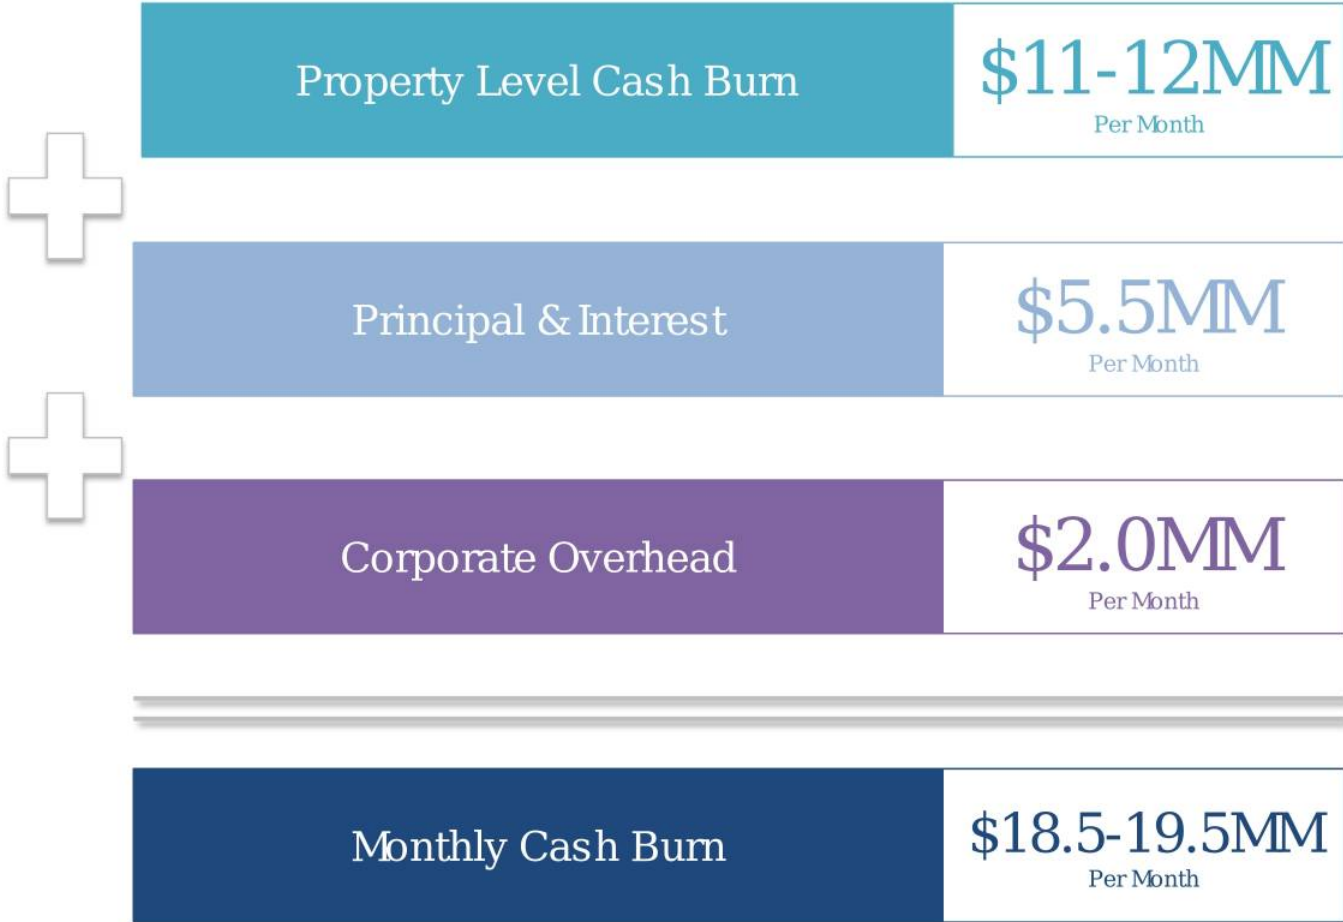 Property Level Cash Burn
$11-12MM
Per Month
Principal & Interest
$5.5MM
Per Month
Corporate Overhead
$2.0MM
Per Month
Monthly Cash Burn
$18.5-19.5MM
Per Month